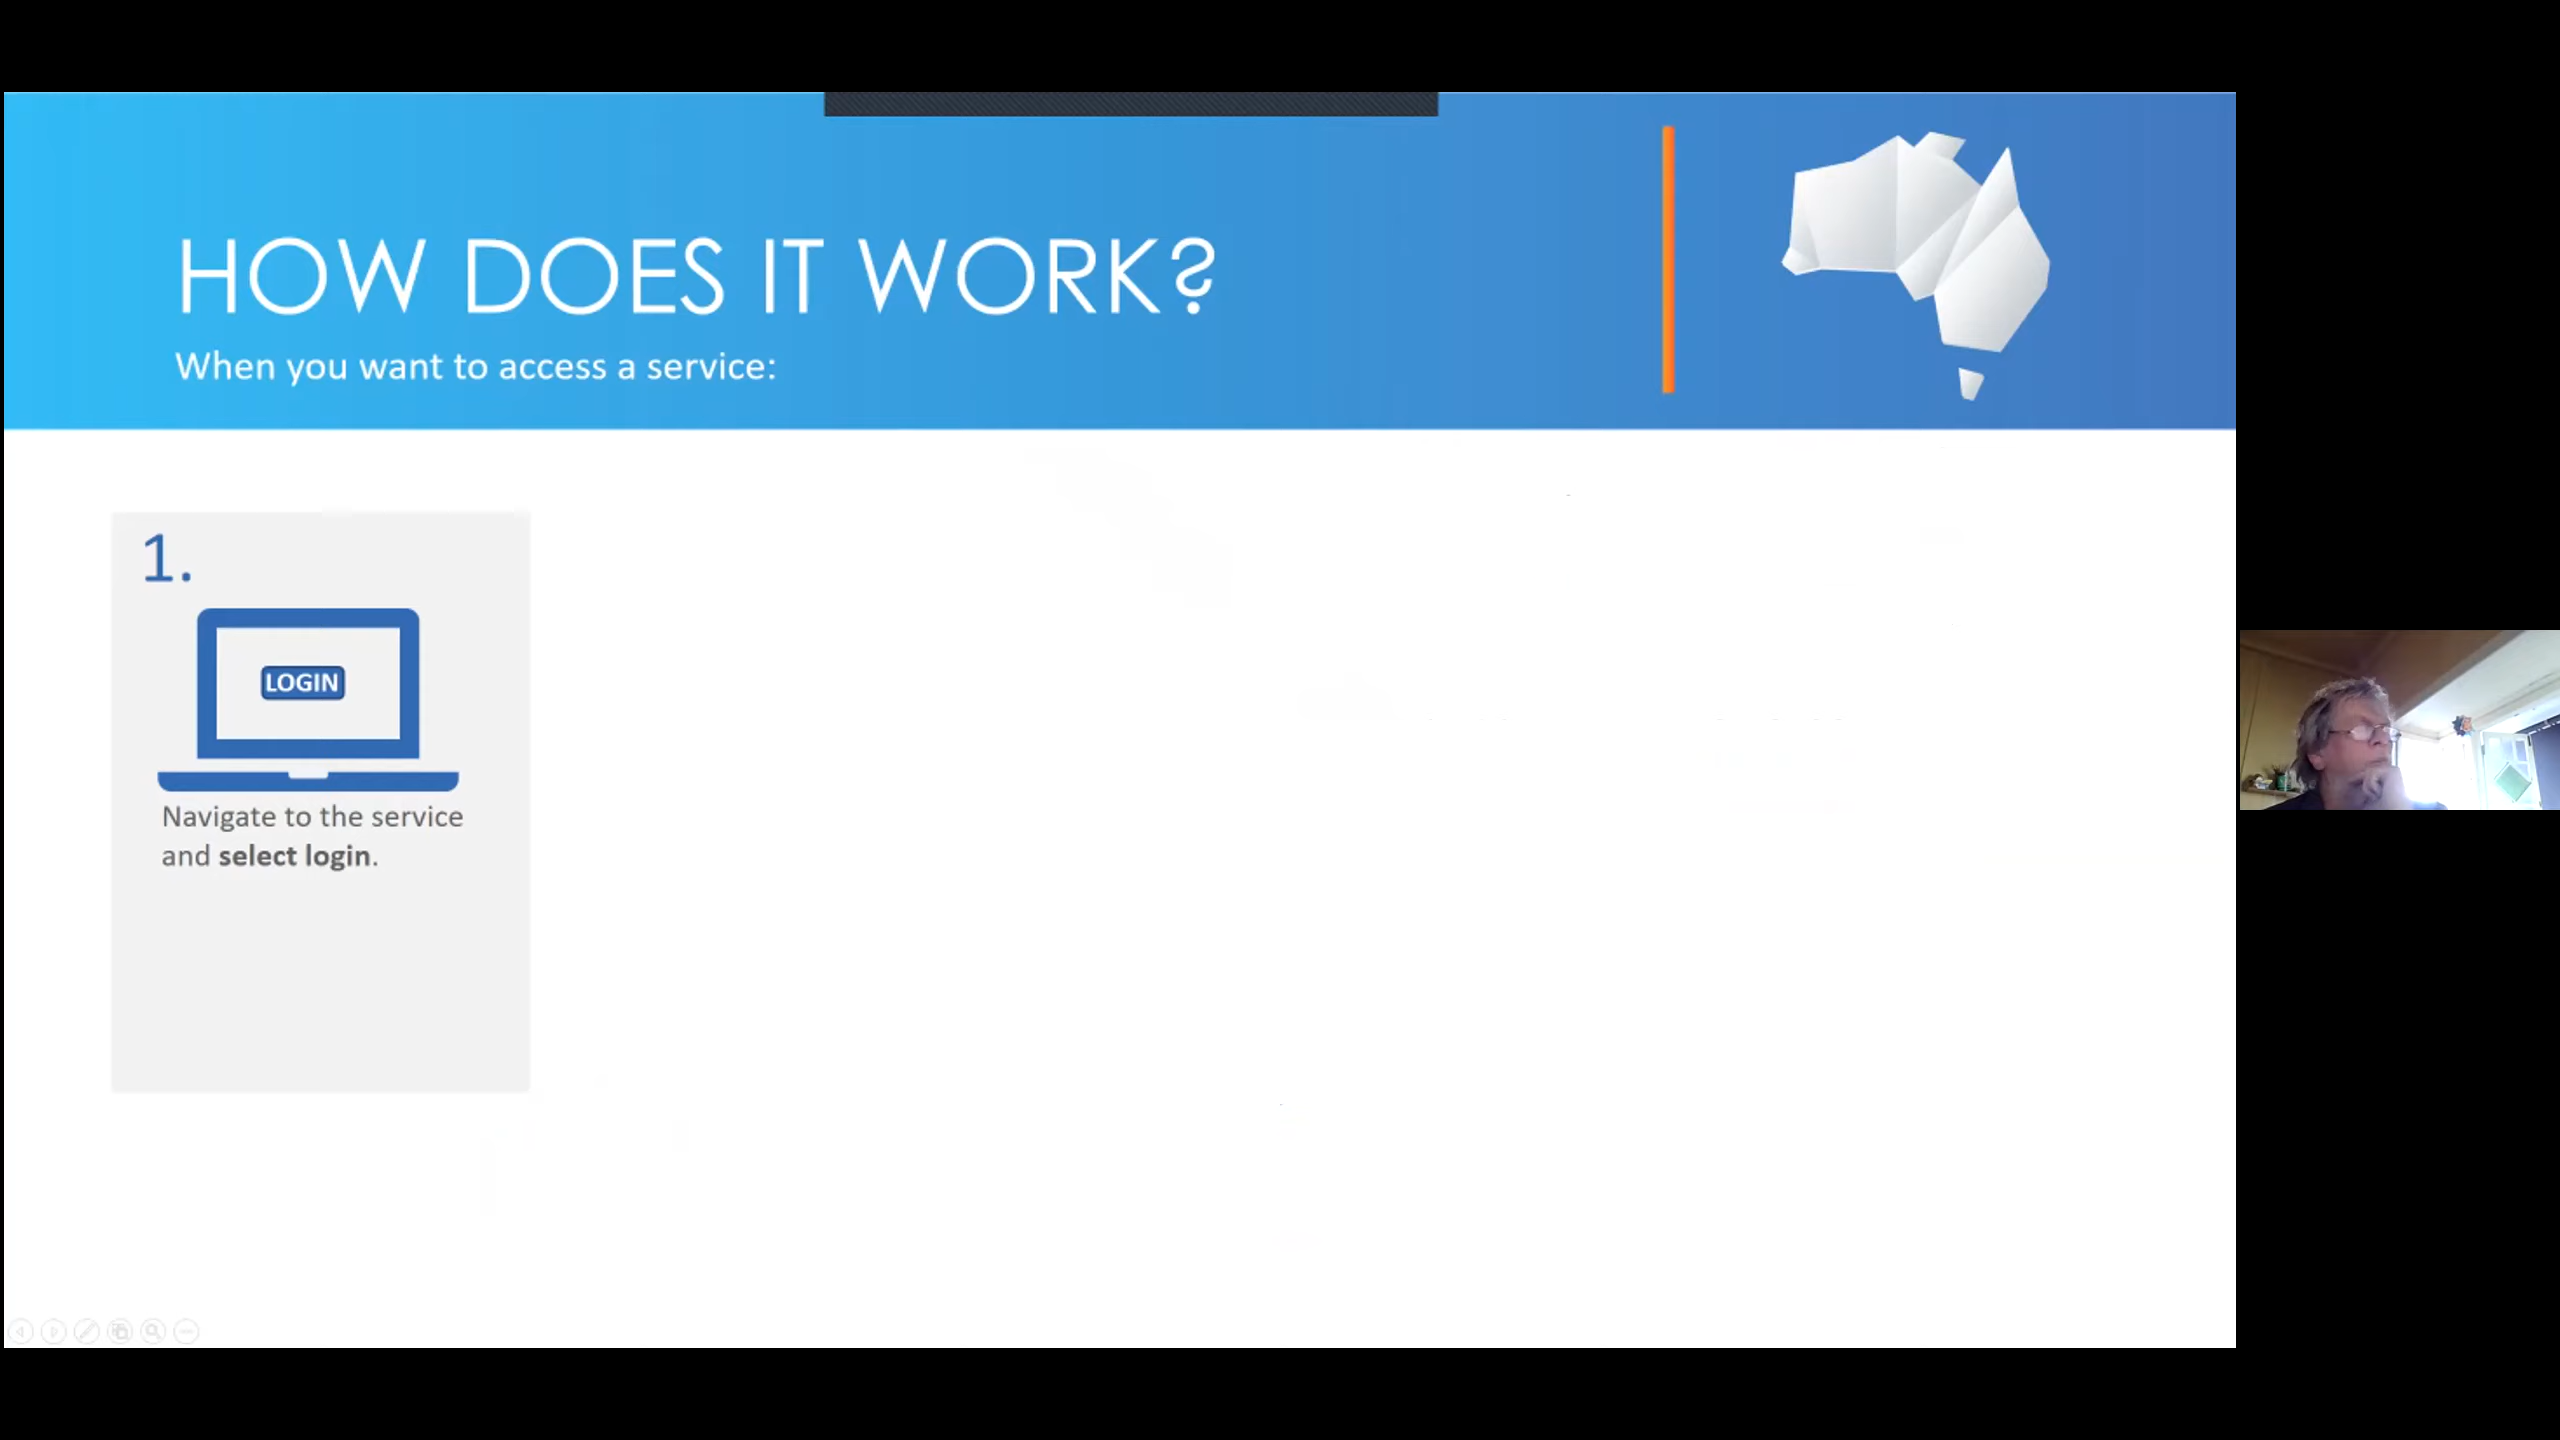 HOW DOES IT WORK?
When you want to access a service:
1.
LOGIN
Navigate to the service
and select login.